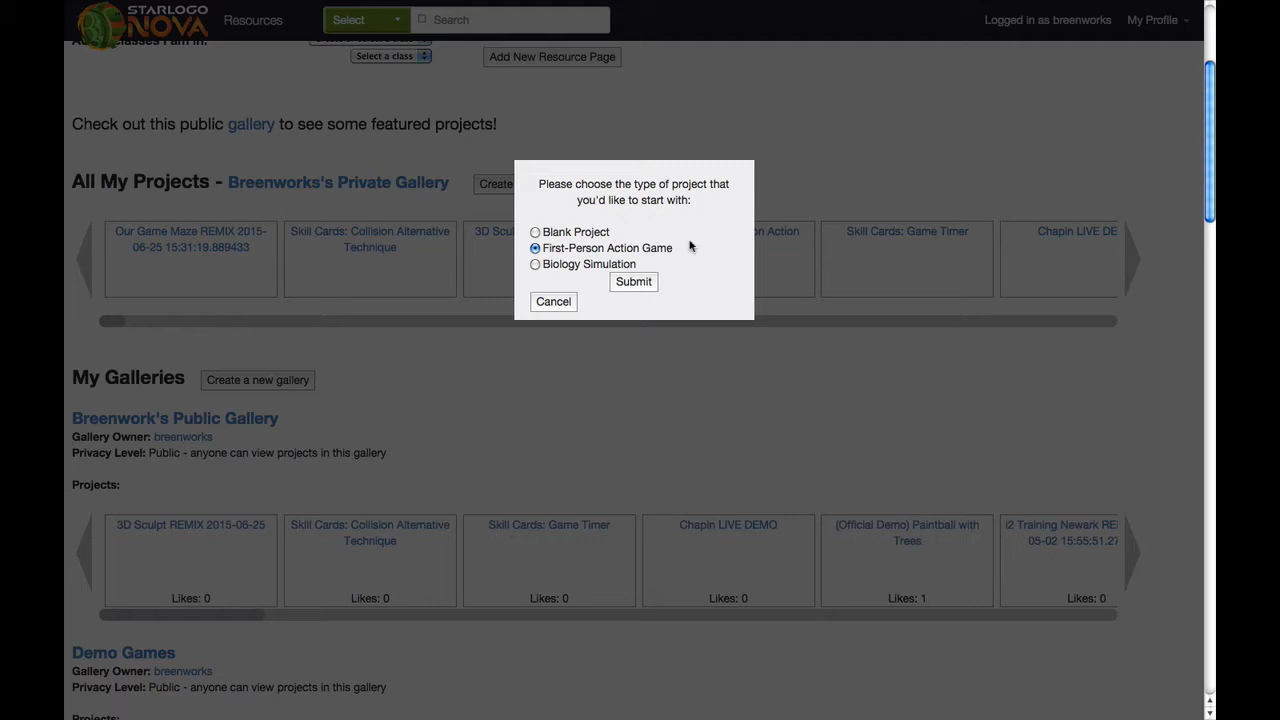 STARLOGO
NOVA
Resources
Select
Search
Logged in as breenworks
My Profile
Select a class
Add New Resource Page
Check out this public gallery to see some featured projects!
All My Projects - Breenworks's Private Gallery
Create
Please choose the type of project that
you'd like to start with:
Blank Project
First-Person Action Game
Biology Simulation
Submit
Cancel
Our Game Maze REMIX 2015-
06-25 15:31:19.889433
Skill Cards: Collision Alternative
Technique
3D Scu
n Action
Skill Cards: Game Timer
Chapin LIVE DE
My Galleries
Create a new gallery
Breenwork's Public Gallery
Gallery Owner: breenworks
Privacy Level: Public - anyone can view projects in this gallery
Projects:
3D Sculpt REMIX 2015-06-25
Likes: 0
Skill Cards: Collision Alternative
Technique
Likes: 0
Skill Cards: Game Timer
Likes: 0
Chapin LIVE DEMO
Likes: 0
(Official Demo) Paintball with
Trees
Likes: 1
i2 Training Newark RE
05-02 15:55:51.27
Likes: 0
Demo Games
Gallery Owner: breenworks
Privacy Level: Public - anyone can view projects in this gallery
Projects: